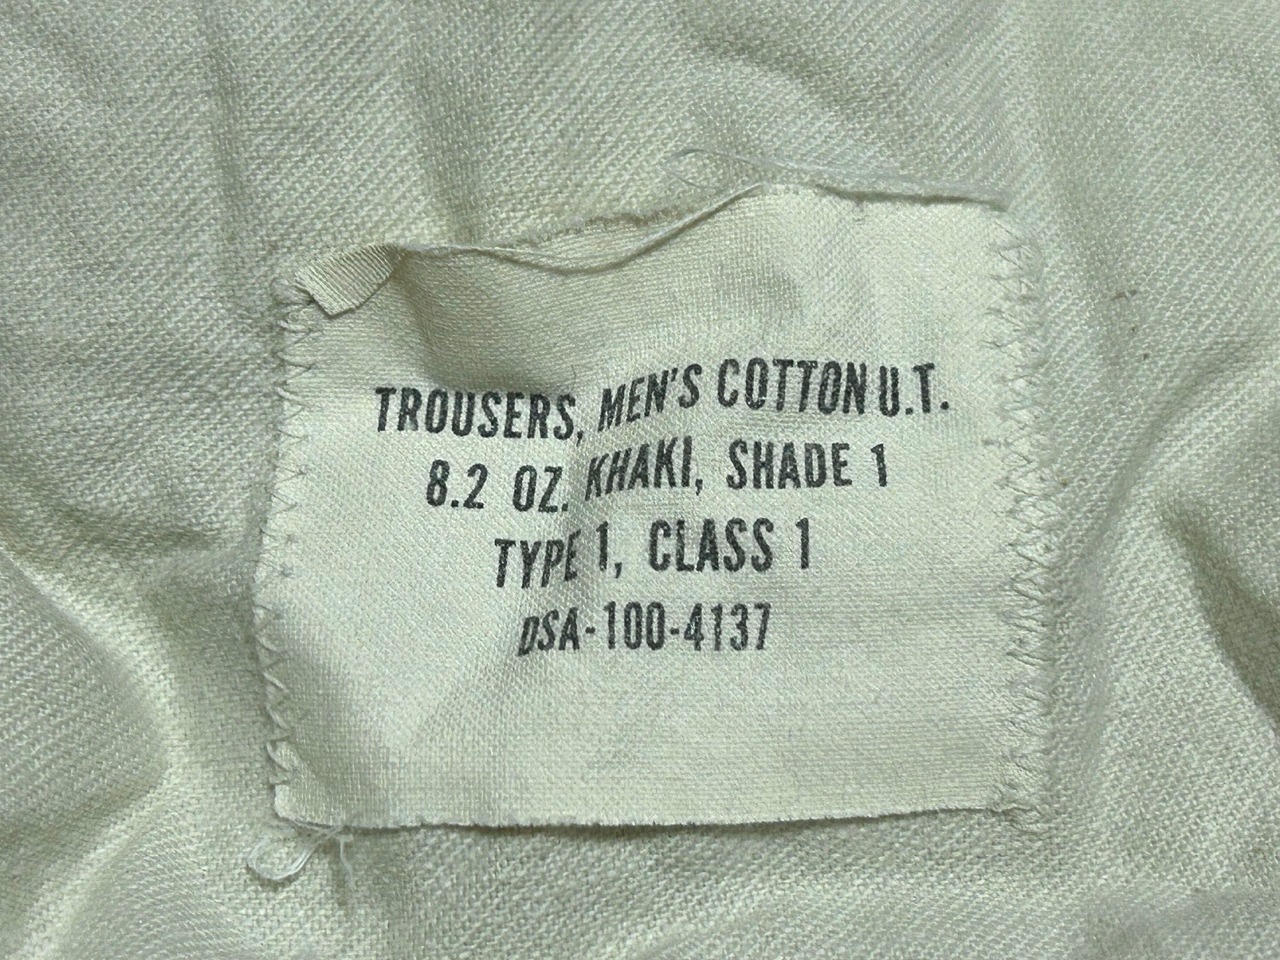 TROUSERS, MEN'S COTTON U.T.
8.2 OZ. KHAKI, SHADE 1
TYPE 1, CLASS 1
DSA-100-4137